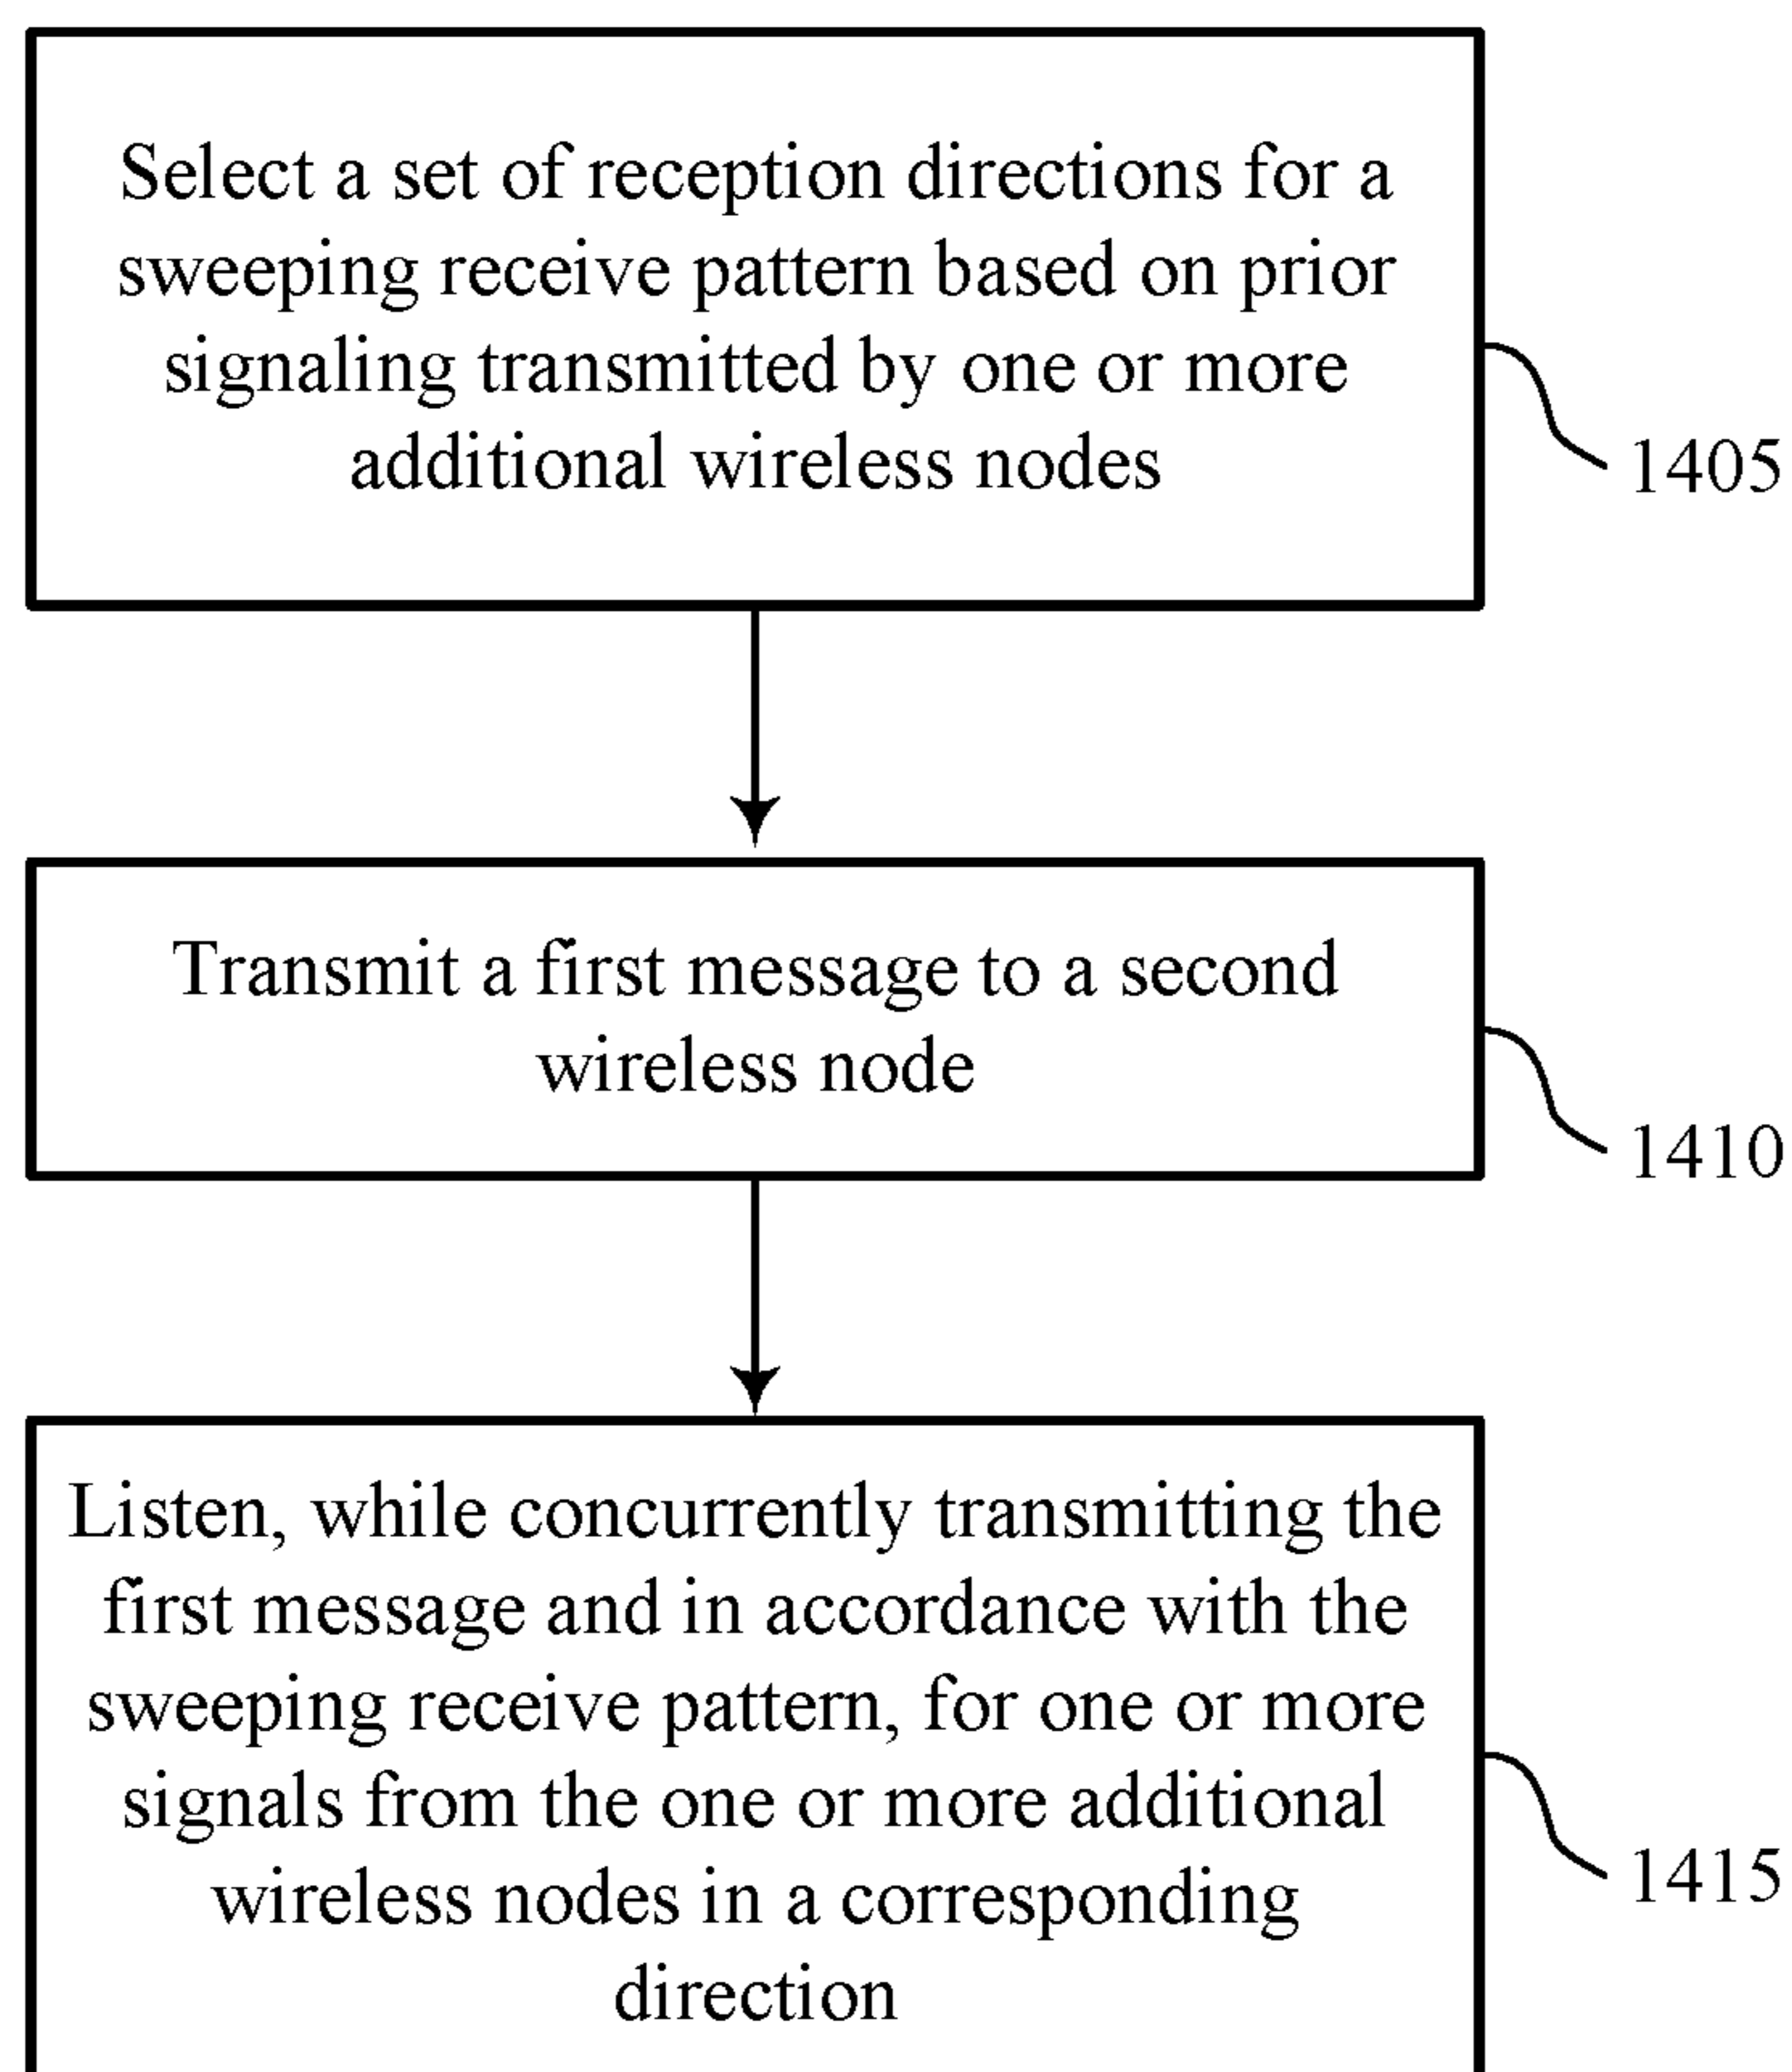 Select a set of reception directions for a
sweeping receive pattern based on prior
signaling transmitted by one or more
additional wireless nodes
1405
Transmit a first message to a second
wireless node
1410
Listen, while concurrently transmitting the
first message and in accordance with the
sweeping receive pattern, for one or more
signals from the one or more additional
wireless nodes in a corresponding
direction
1415